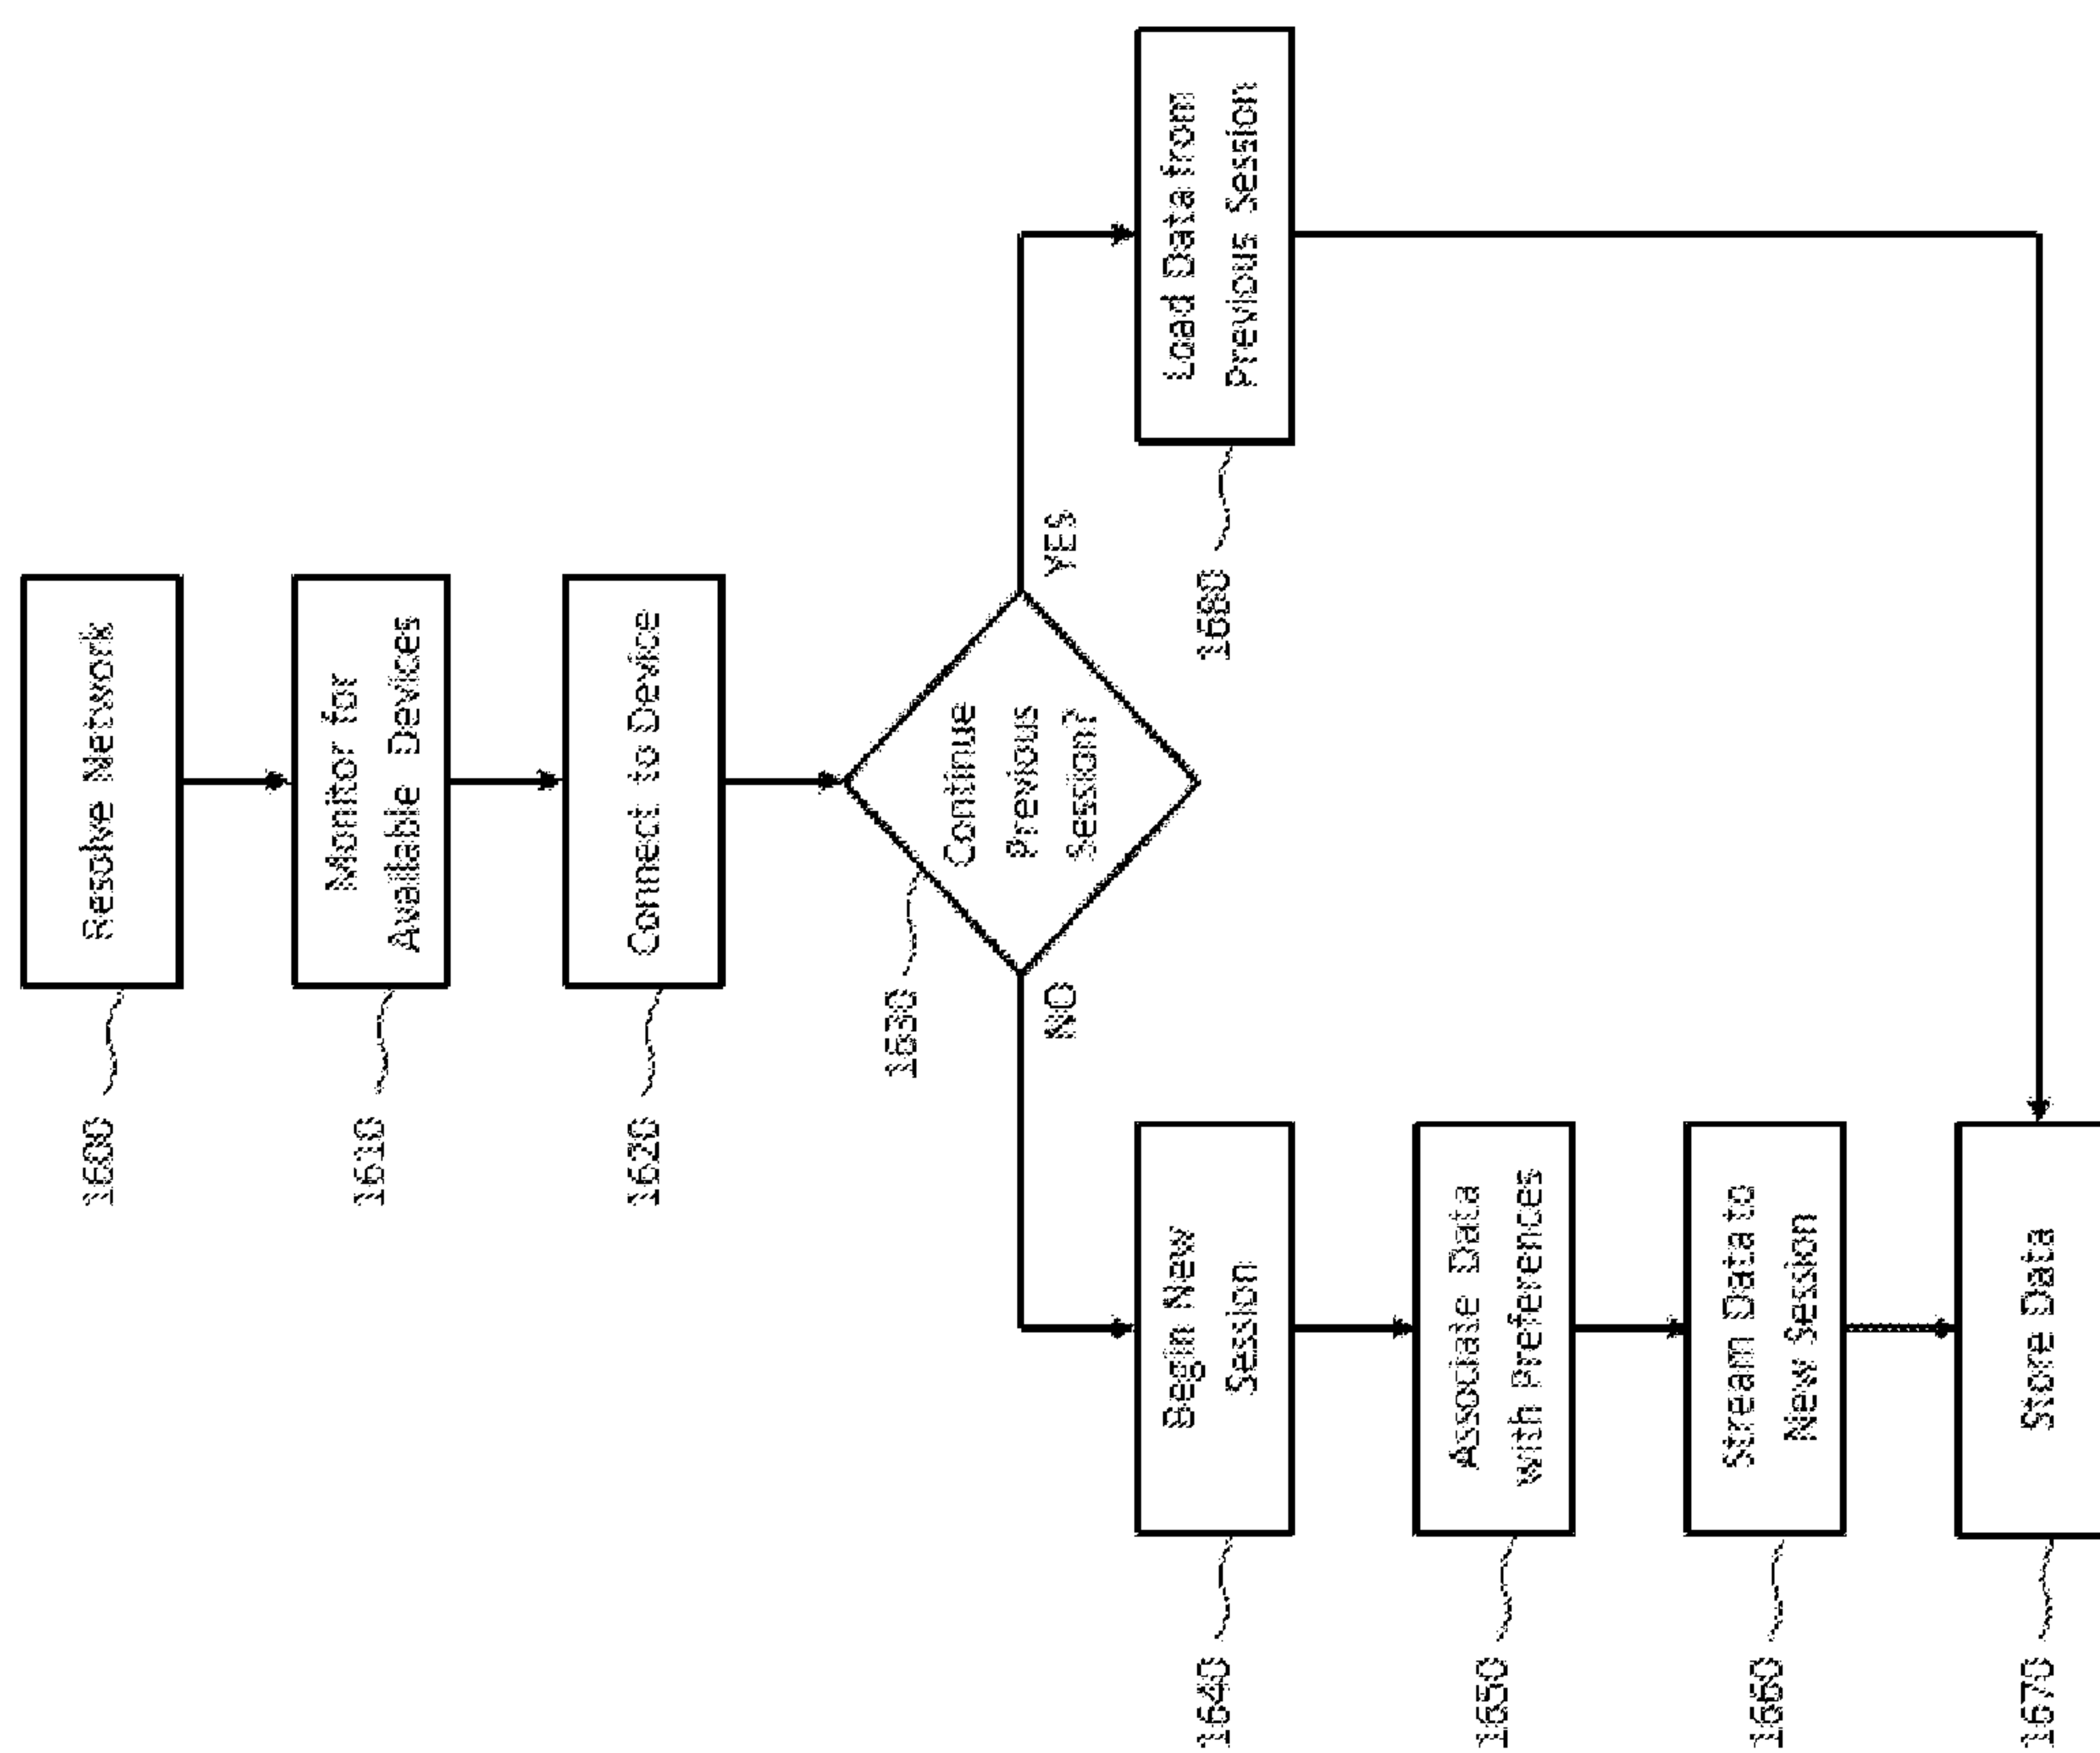 1600
Resolve Network
1610
Monitor for
Available Devices
1620
Connect to Device
1630
Continue
Previous
Session?
NO
YES
1640
Begin New
Session
1680
Load Data from
Previous Session
1650
Associate Data
with Preferences
1660
Stream Data to
New Session
1670
Store Data